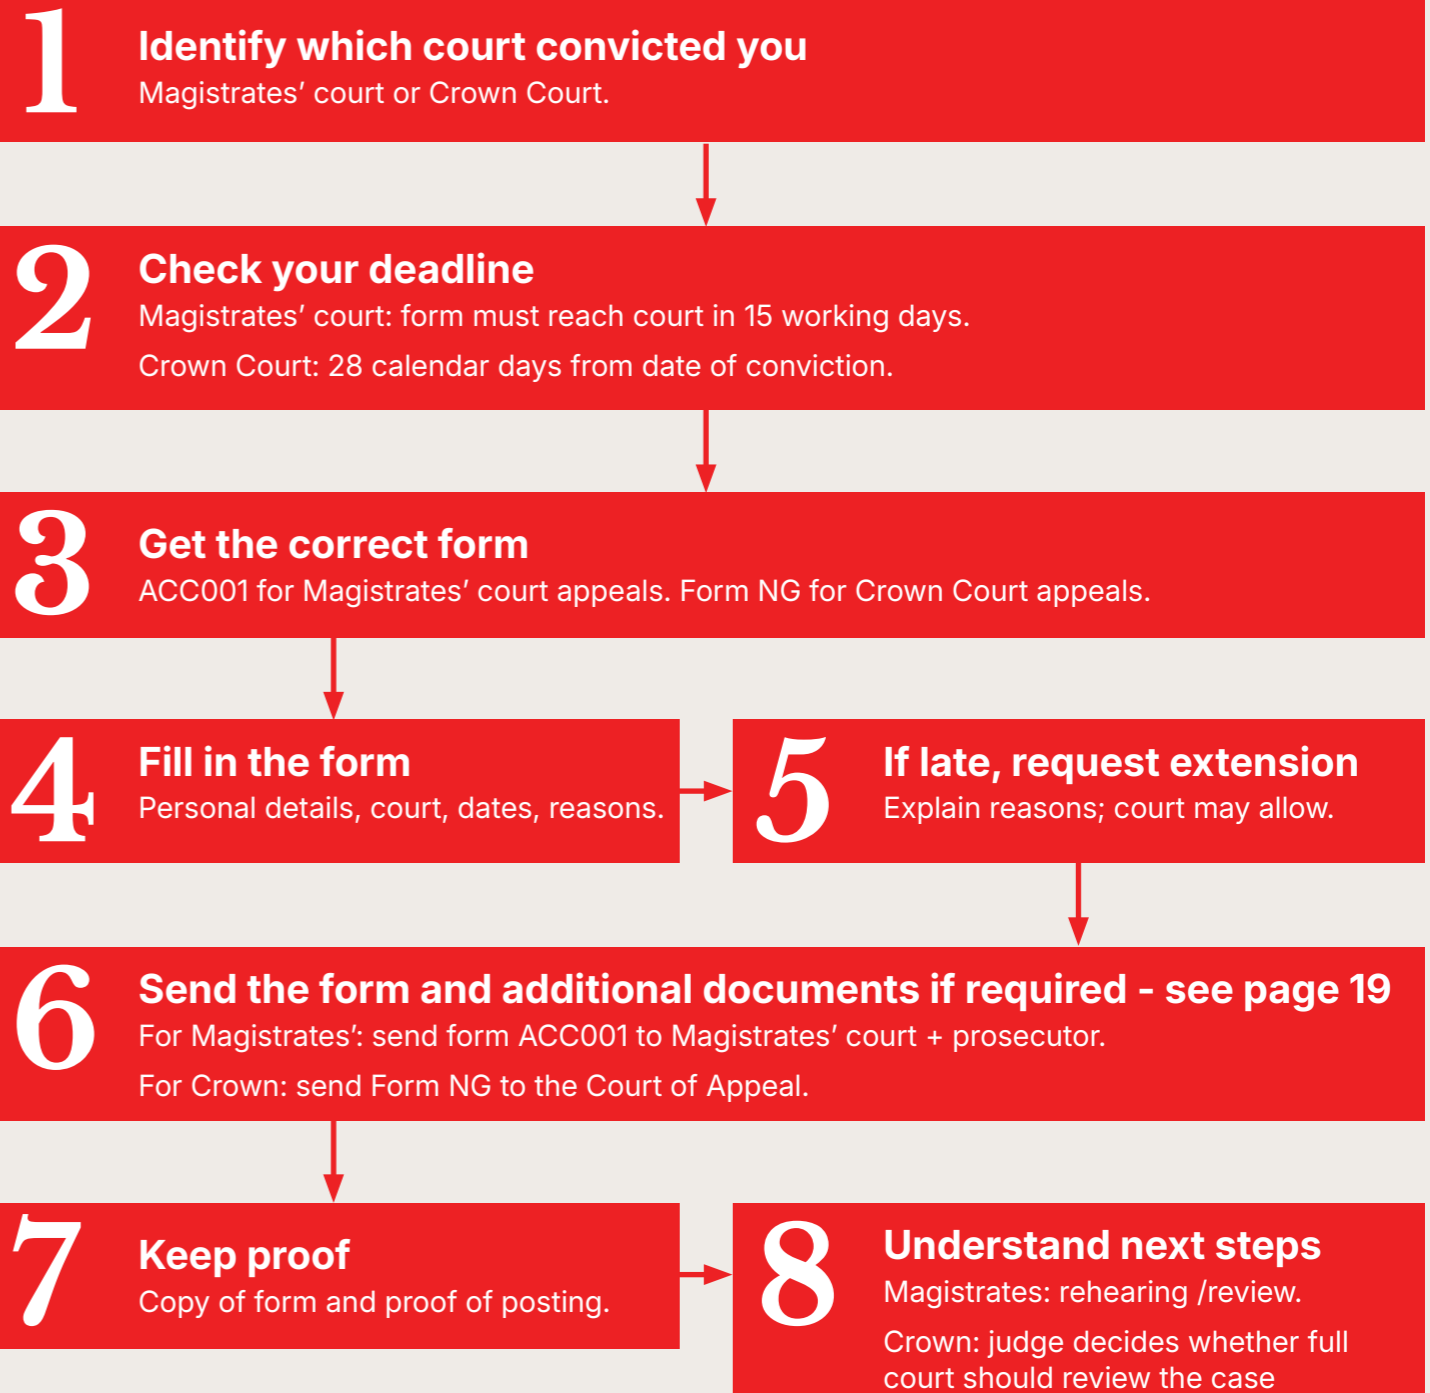 1
Identify which court convicted you
Magistrates’ court or Crown Court.
2
Check your deadline
Magistrates’ court: form must reach court in 15 working days.
Crown Court: 28 calendar days from date of conviction.
3
Get the correct form
ACC001 for Magistrates’ court appeals. Form NG for Crown Court appeals.
4
Fill in the form
Personal details, court, dates, reasons.
5
If late, request extension
Explain reasons; court may allow.
6
Send the form and additional documents if required - see page 19
For Magistrates’: send form ACC001 to Magistrates’ court + prosecutor.
For Crown: send Form NG to the Court of Appeal.
7
Keep proof
Copy of form and proof of posting.
8
Understand next steps
Magistrates: rehearing /review.
Crown: judge decides whether full
court should review the case